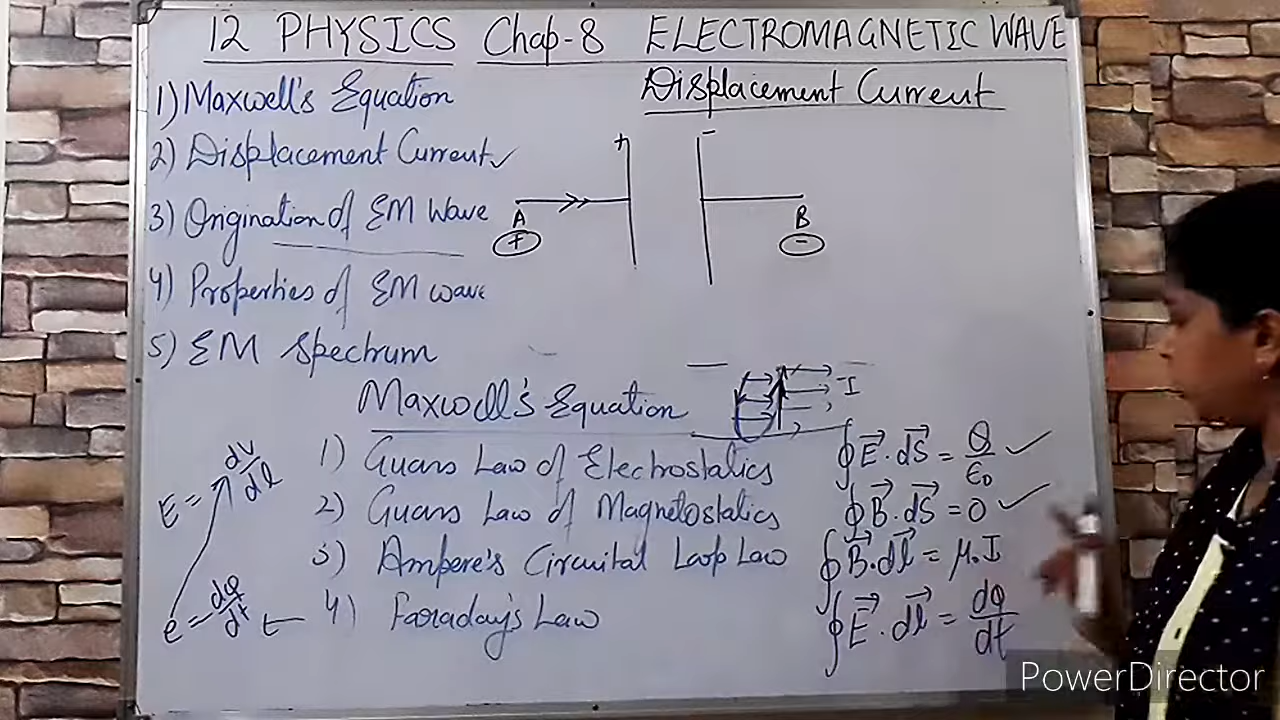 12 PHYSICS Chap-8 ELECTROMAGNETIC WAVE
1) Maxwell's Equation
2) Displacement Current ✓
3) Origination of EM Wave
4) Properties of EM wave
5) EM Spectrum
Displacement Current
+ -
A B
+ -
Maxwell's Equation
I
1) Guass Law of Electrostatics ∮E⃗.dS⃗ = Q/ε0 ✓
2) Guass Law of Magnetostatics ∮B⃗.dS⃗ = 0 ✓
3) Ampere's Circuital Loop Law ∮B⃗.dl⃗ = μ.I
4) Faraday's Law ∮E⃗.dl⃗ = dφ/dt
E = dv/dl
e = dφ/dt
PowerDirector